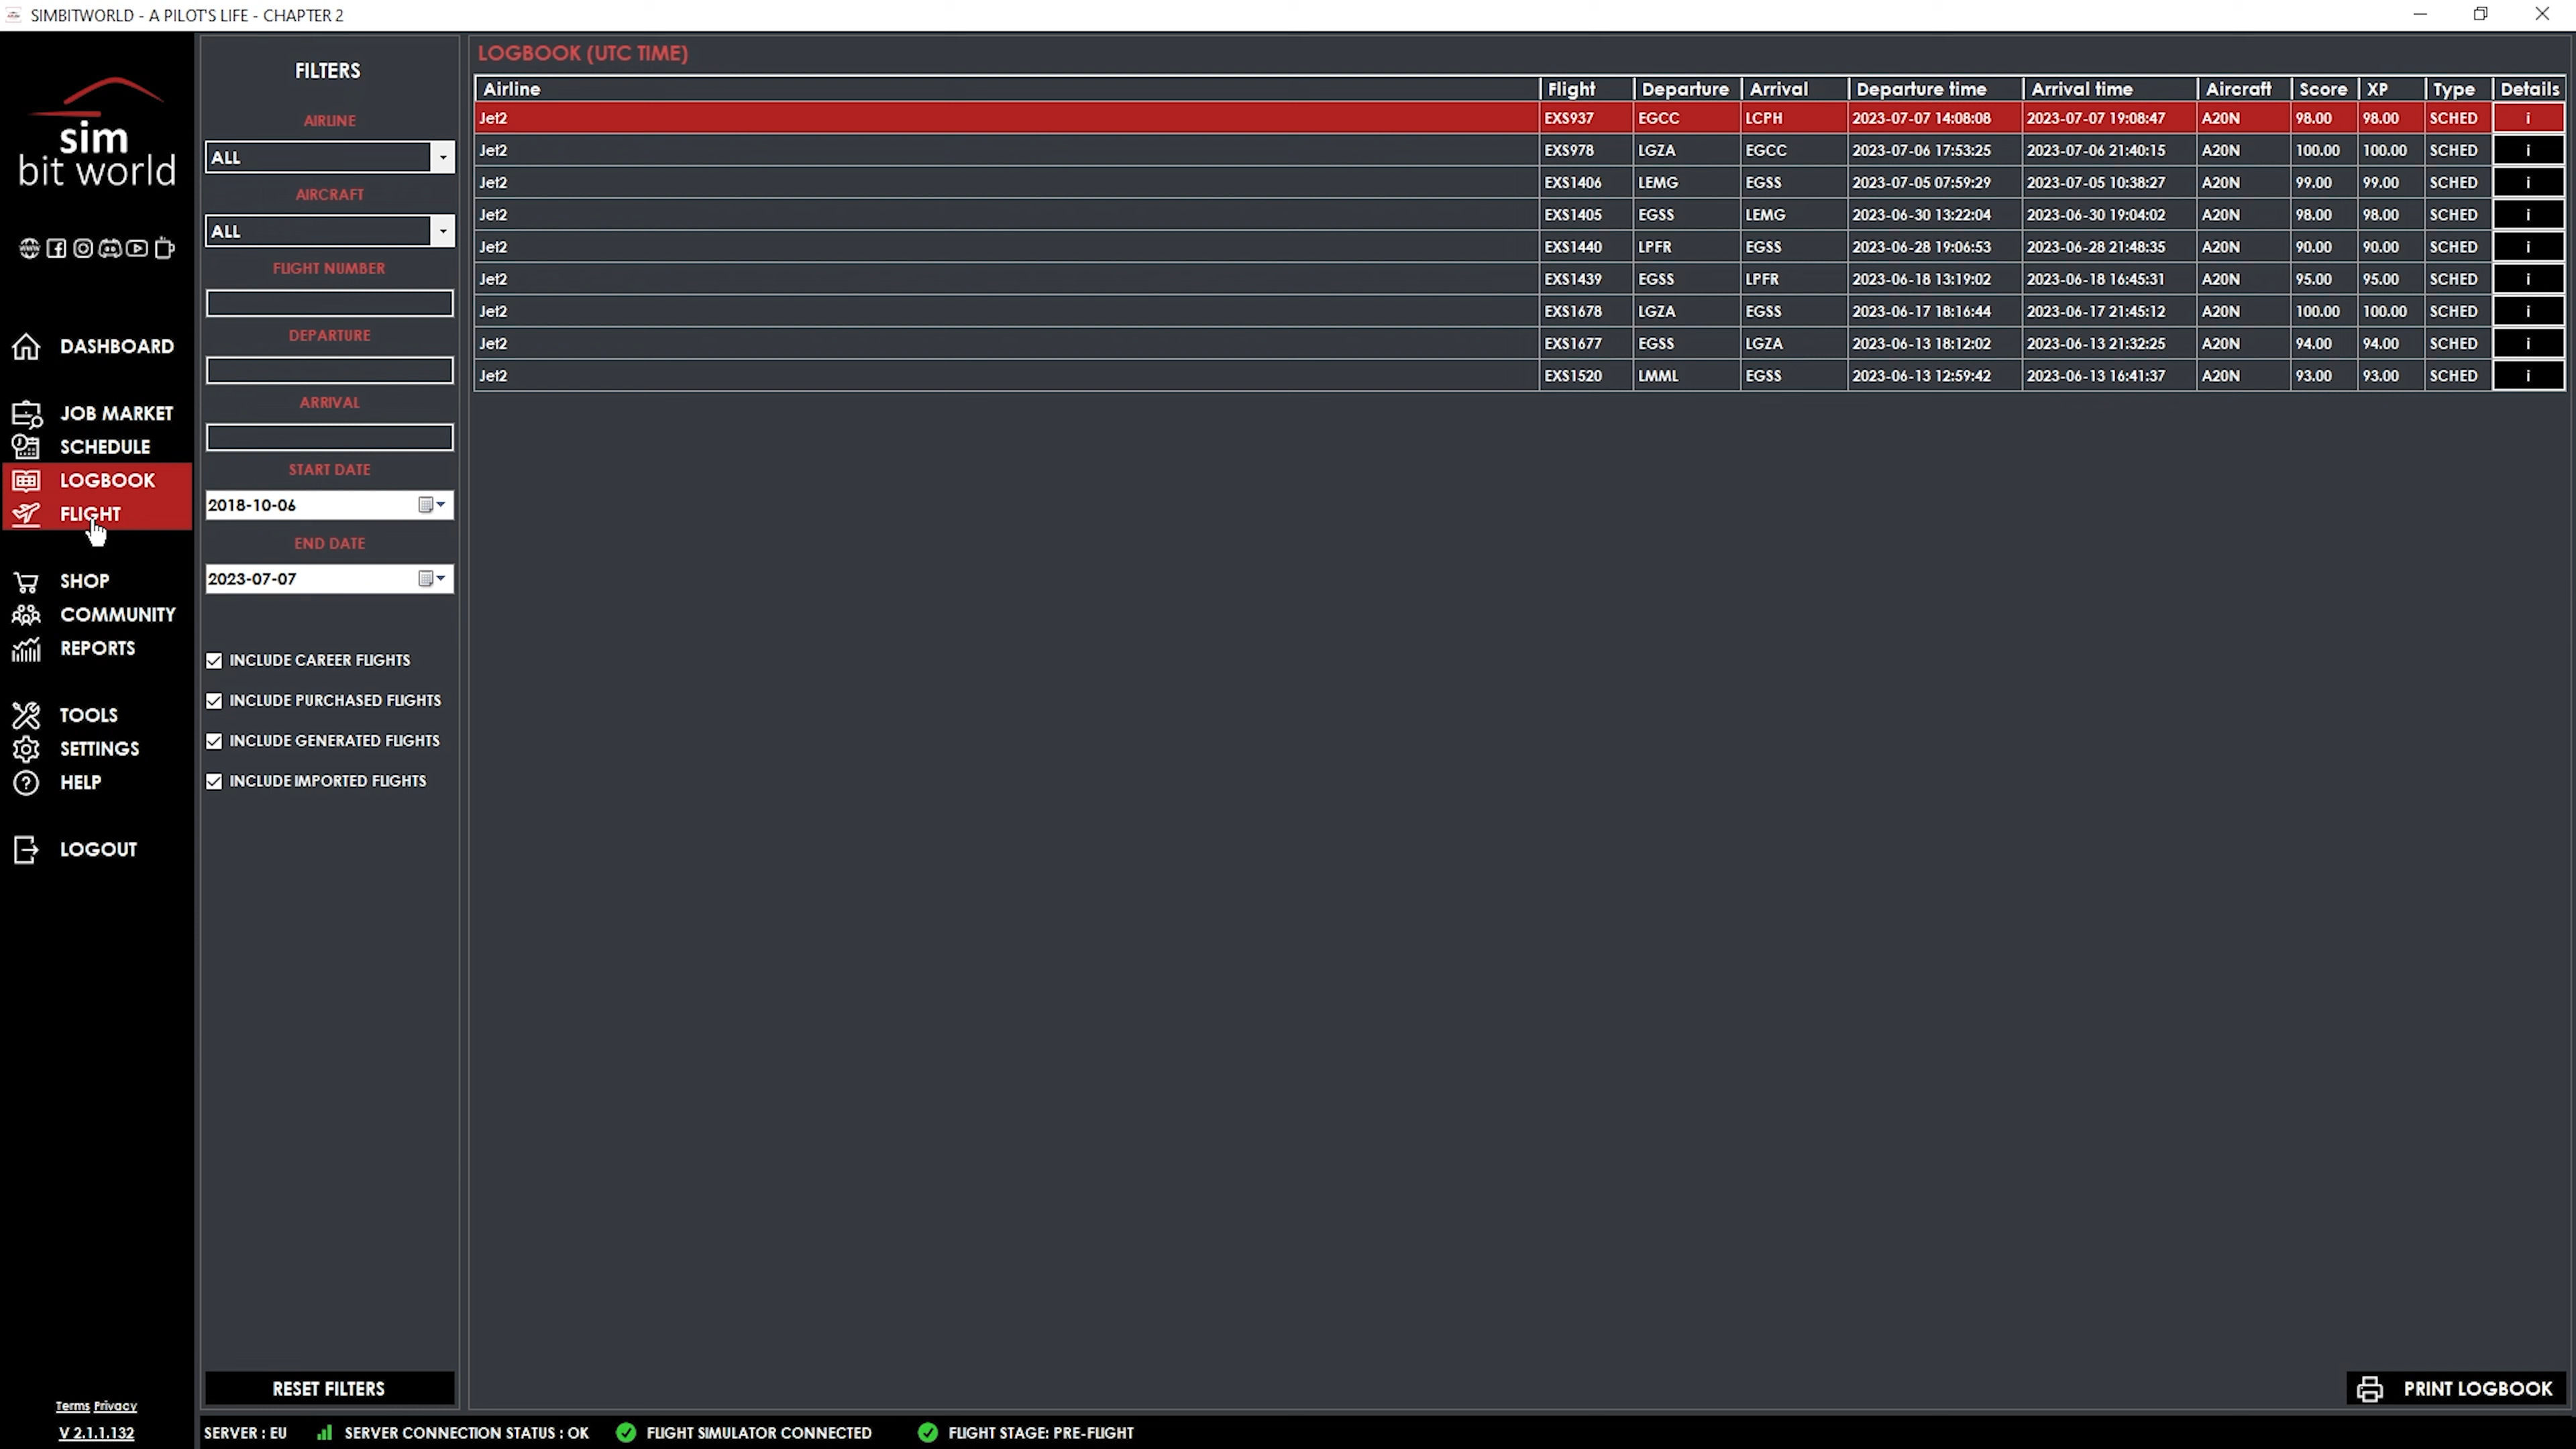 SIMBITWORLD - A PILOT'S LIFE - CHAPTER 2
sim
bit world
www
DASHBOARD
JOB MARKET
SCHEDULE
LOGBOOK
FLIGHT
SHOP
COMMUNITY
REPORTS
TOOLS
SETTINGS
HELP
LOGOUT
Terms Privacy
V 2.1.1.132
FILTERS
AIRLINE
ALL
AIRCRAFT
ALL
FLIGHT NUMBER
DEPARTURE
ARRIVAL
START DATE
2018-10-06
END DATE
2023-07-07
INCLUDE CAREER FLIGHTS
INCLUDE PURCHASED FLIGHTS
INCLUDE GENERATED FLIGHTS
INCLUDE IMPORTED FLIGHTS
RESET FILTERS
LOGBOOK (UTC TIME)
Airline Flight Departure Arrival Departure time Arrival time Aircraft Score XP Type Details
Jet2 EXS937 EGCC LCPH 2023-07-07 14:08:08 2023-07-07 19:08:47 A20N 98.00 98.00 SCHED i
Jet2 EXS978 LGZA EGCC 2023-07-06 17:53:25 2023-07-06 21:40:15 A20N 100.00 100.00 SCHED i
Jet2 EXS1406 LEMG EGSS 2023-07-05 07:59:29 2023-07-05 10:38:27 A20N 99.00 99.00 SCHED i
Jet2 EXS1405 EGSS LEMG 2023-06-30 13:22:04 2023-06-30 19:04:02 A20N 98.00 98.00 SCHED i
Jet2 EXS1440 LPFR EGSS 2023-06-28 19:06:53 2023-06-28 21:48:35 A20N 90.00 90.00 SCHED i
Jet2 EXS1439 EGSS LPFR 2023-06-18 13:19:02 2023-06-18 16:45:31 A20N 95.00 95.00 SCHED i
Jet2 EXS1678 LGZA EGSS 2023-06-17 18:16:44 2023-06-17 21:45:12 A20N 100.00 100.00 SCHED i
Jet2 EXS1677 EGSS LGZA 2023-06-13 18:12:02 2023-06-13 21:32:25 A20N 94.00 94.00 SCHED i
Jet2 EXS1520 LMML EGSS 2023-06-13 12:59:42 2023-06-13 16:41:37 A20N 93.00 93.00 SCHED i
PRINT LOGBOOK
SERVER : EU SERVER CONNECTION STATUS : OK FLIGHT SIMULATOR CONNECTED FLIGHT STAGE: PRE-FLIGHT